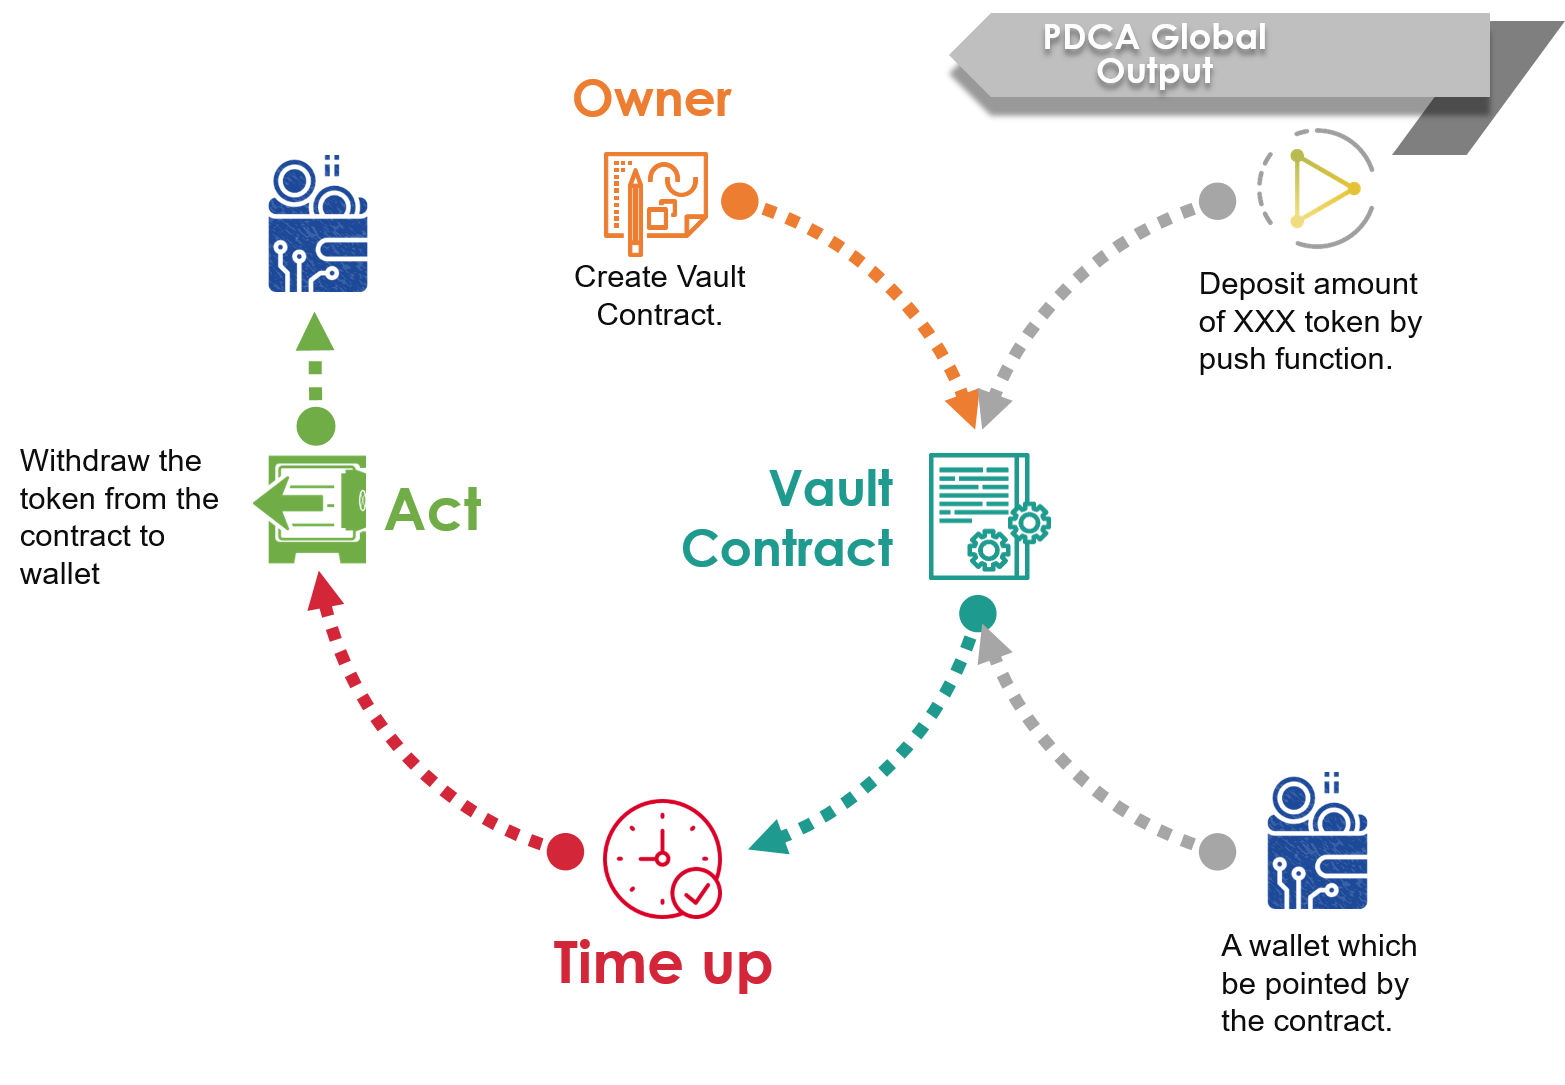 PDCA Global
Output
Owner
Create Vault
Contract.
Deposit amount
of XXX token by
push function.
Withdraw the
token from the
contract to
wallet
Act
Vault
Contract
Time up
A wallet which
be pointed by
the contract.